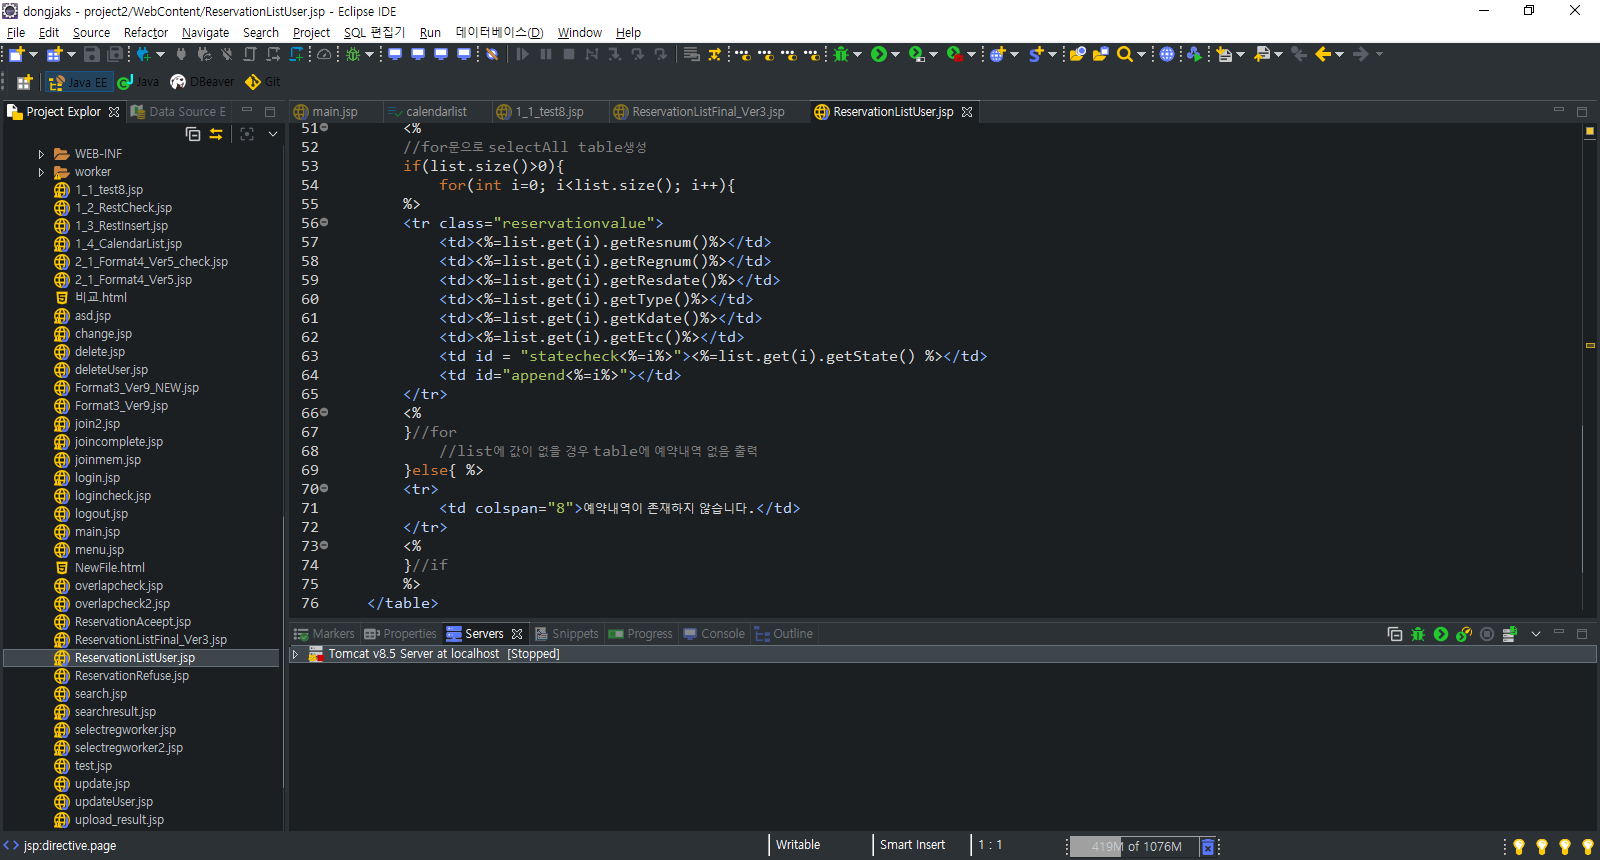 dongjaks - project2/WebContent/ReservationListUser.jsp - Eclipse IDE
File Edit Source Refactor Navigate Search Project SQL 편집기 Run 데이터베이스(D) Window Help
Java EE Java DBeaver Git
Project Explor Data Source E
WEB-INF
worker
1_1_test8.jsp
1_2_RestCheck.jsp
1_3_RestInsert.jsp
1_4_CalendarList.jsp
2_1_Format4_Ver5_check.jsp
2_1_Format4_Ver5.jsp
비교.html
asd.jsp
change.jsp
delete.jsp
deleteUser.jsp
Format3_Ver9_NEW.jsp
Format3_Ver9.jsp
join2.jsp
joincomplete.jsp
joinmem.jsp
login.jsp
logincheck.jsp
logout.jsp
main.jsp
menu.jsp
NewFile.html
overlapcheck.jsp
overlapcheck2.jsp
ReservationAceept.jsp
ReservationListFinal_Ver3.jsp
ReservationListUser.jsp
ReservationRefuse.jsp
search.jsp
searchresult.jsp
selectregworker.jsp
selectregworker2.jsp
test.jsp
update.jsp
updateUser.jsp
upload_result.jsp
main.jsp calendarlist 1_1_test8.jsp ReservationListFinal_Ver3.jsp ReservationListUser.jsp
51 <%
52 //for문으로 selectAll table생성
53 if(list.size()>0){
54 for(int i=0; i<list.size(); i++){
55 %>
56 <tr class="reservationvalue">
57 <td><%=list.get(i).getResnum()%></td>
58 <td><%=list.get(i).getRegnum()%></td>
59 <td><%=list.get(i).getResdate()%></td>
60 <td><%=list.get(i).getType()%></td>
61 <td><%=list.get(i).getKdate()%></td>
62 <td><%=list.get(i).getEtc()%></td>
63 <td id = "statecheck<%=i%>"><%=list.get(i).getState() %></td>
64 <td id="append<%=i%>"></td>
65 </tr>
66 <%
67 }//for
68 //list에 값이 없을 경우 table에 예약내역 없음 출력
69 }else{ %>
70 <tr>
71 <td colspan="8">예약내역이 존재하지 않습니다.</td>
72 </tr>
73 <%
74 }//if
75 %>
76 </table>
Markers Properties Servers Snippets Progress Console Outline
Tomcat v8.5 Server at localhost [Stopped]
jsp:directive.page Writable Smart Insert 1 : 1 419M of 1076M